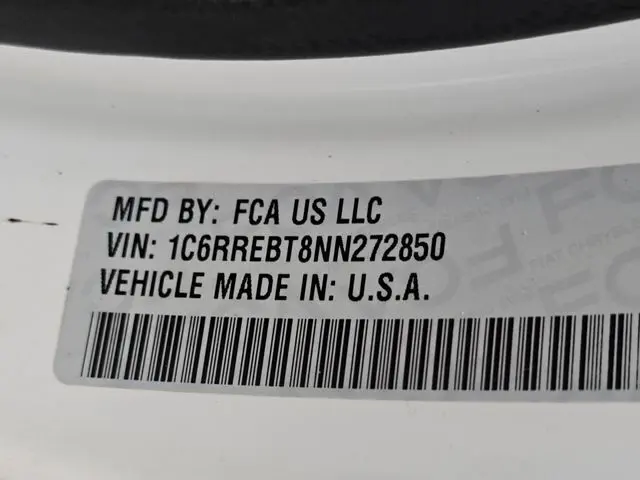 MFD BY: FCA US LLC
VIN: 1C6RREBT8NN272850
VEHICLE MADE IN: U.S.A.